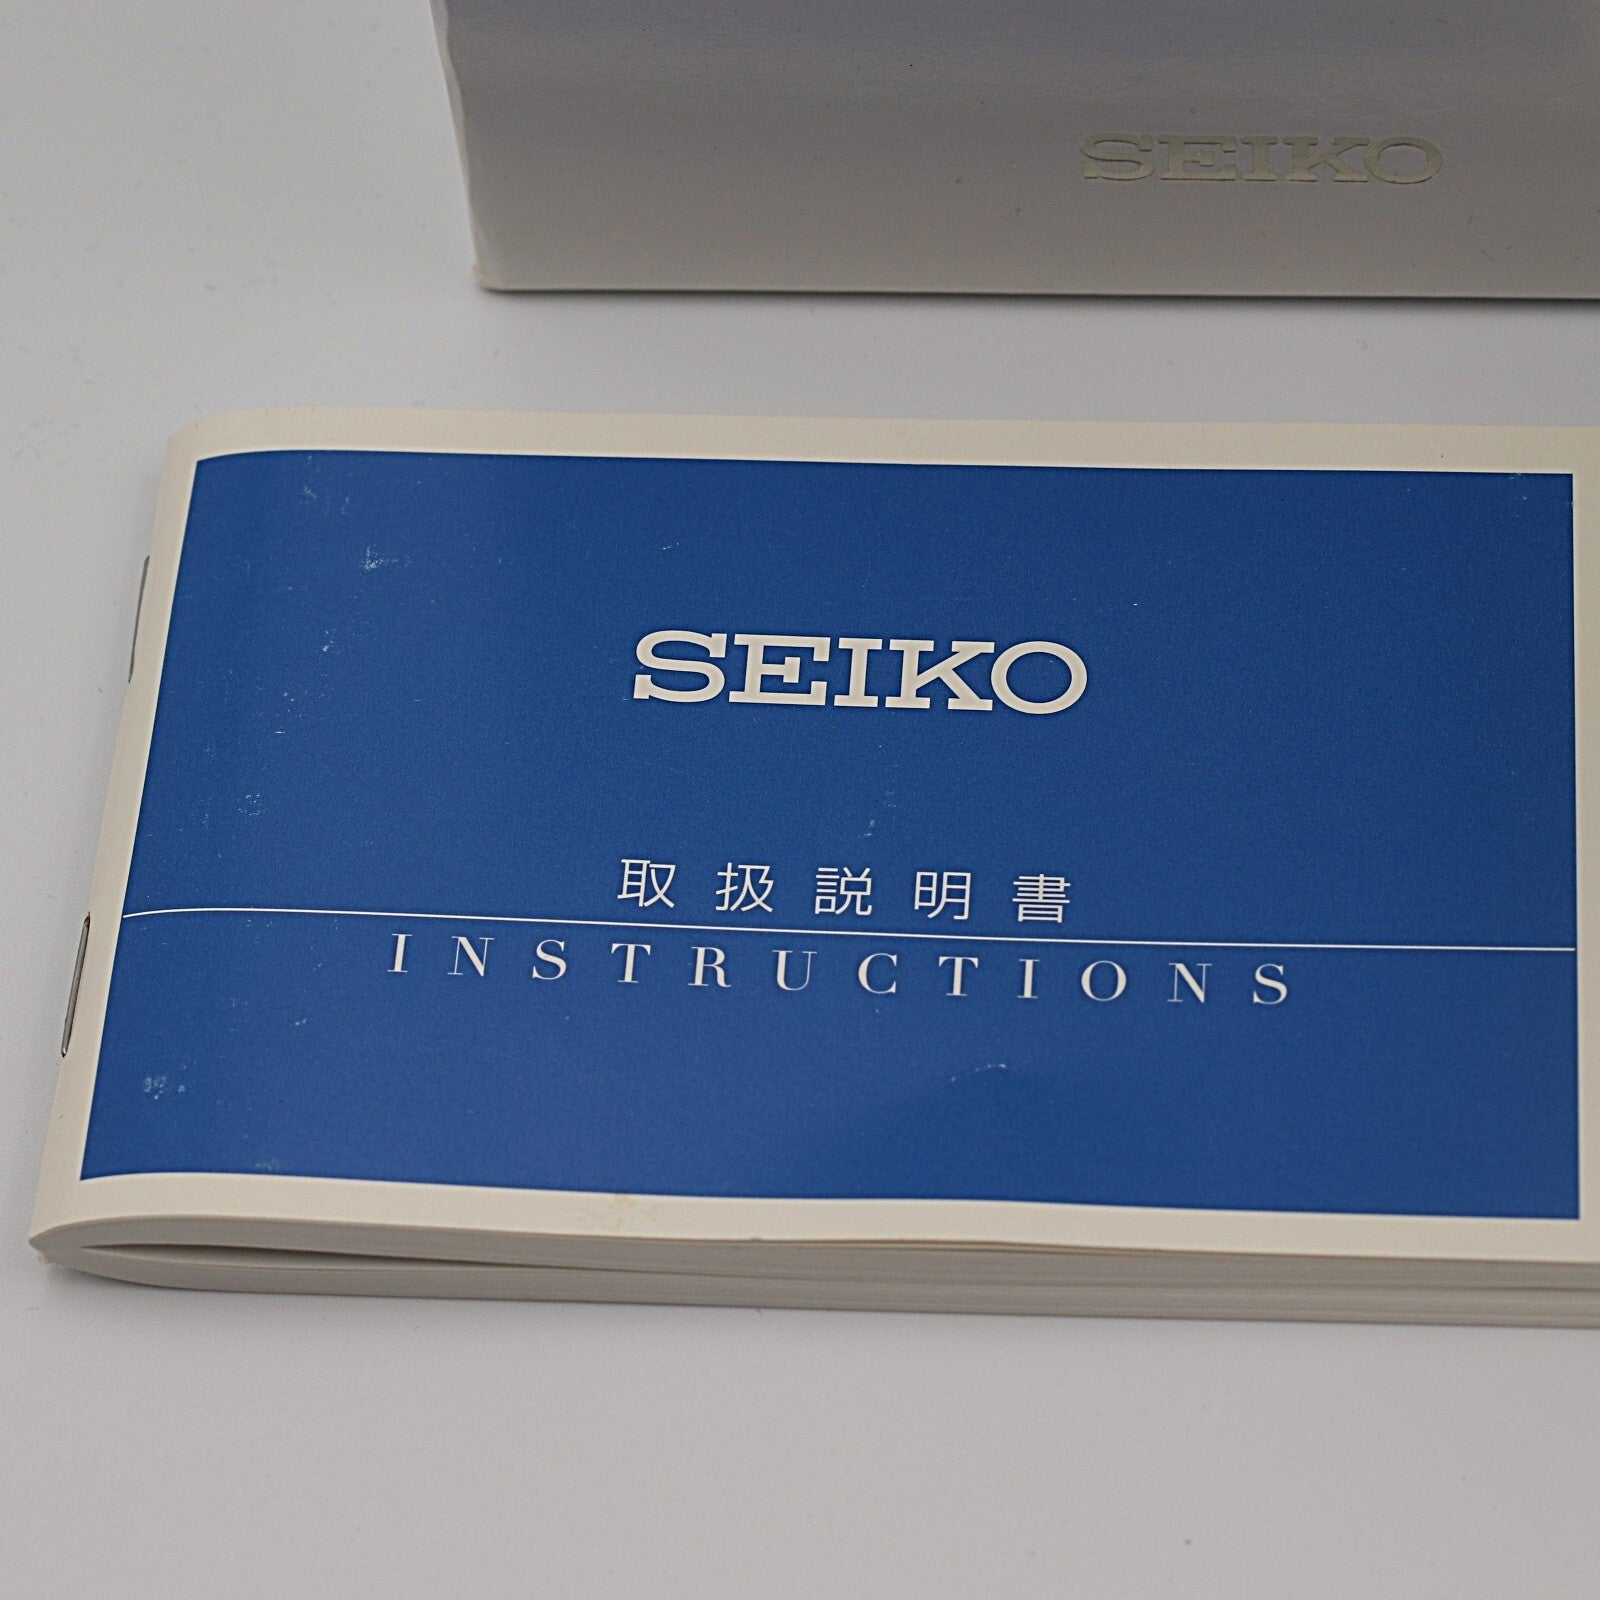 SEIKO
SEIKO
取扱説明書
INSTRUCTIONS